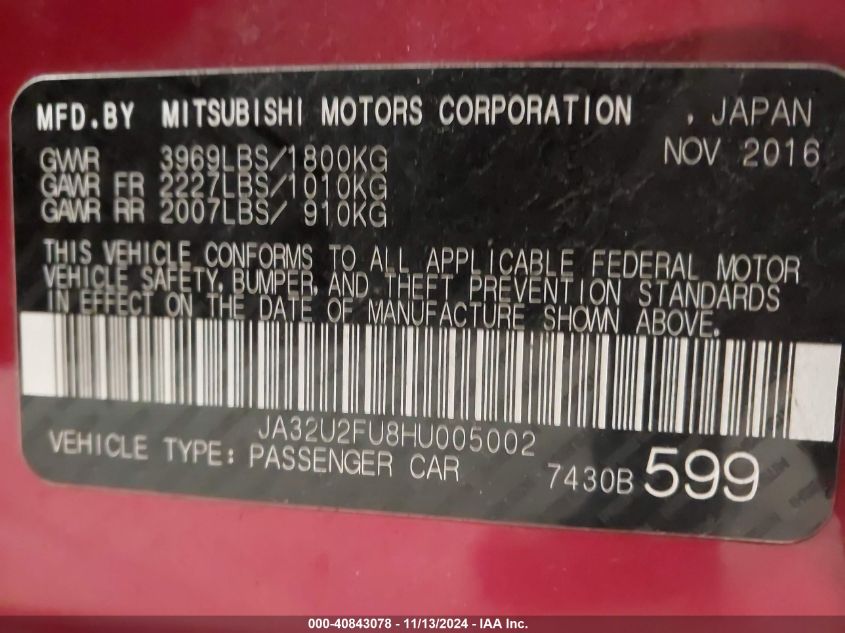 MFD.BY MITSUBISHI MOTORS CORPORATION , JAPAN
GVWR 3969LBS/1800KG NOV 2016
GAWR FR 2227LBS/1010KG
GAWR RR 2007LBS/ 910KG
THIS VEHICLE CONFORMS TO ALL APPLICABLE FEDERAL MOTOR
VEHICLE SAFETY, BUMPER, AND THEFT PREVENTION STANDARDS
IN EFFECT ON THE DATE OF MANUFACTURE SHOWN ABOVE.
JA32U2FU8HU005002
VEHICLE TYPE: PASSENGER CAR 7430B 599
000-40843078 - 11/13/2024 - IAA Inc.